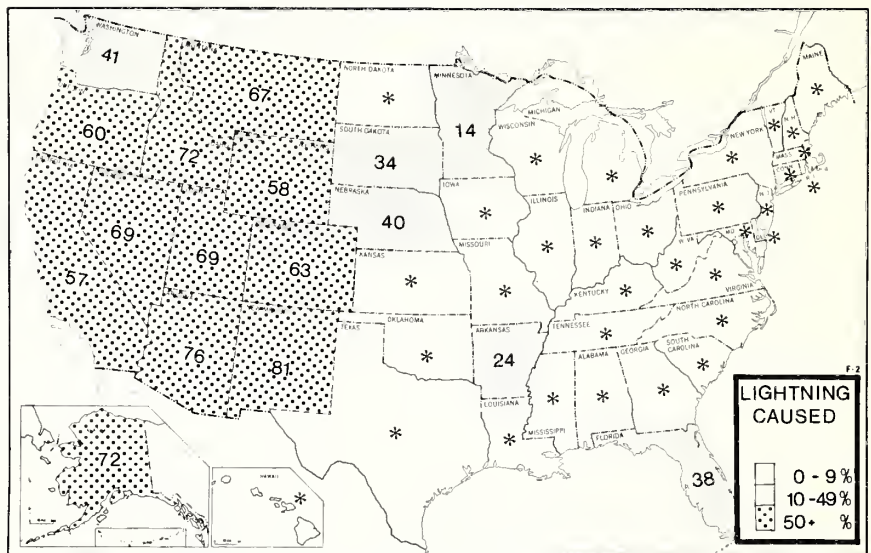 WASHINGTON
41
67
NORTH DAKOTA
*
MINNESOTA
14
MICHIGAN
WISCONSIN
*
*
MAINE
*
60
72
SOUTH DAKOTA
34
58
NEBRASKA
40
IOWA
*
NEW YORK
*
N.H.
*
*
MASS
*
CONN
*
*
69
69
63
57
KANSAS
*
MISSOURI
*
ILLINOIS
*
INDIANA
*
OHIO
*
PENNSYLVANIA
*
N.J.
*
MD
*
*
W VA
*
VIRGINIA
*
KENTUCKY
*
76
81
TEXAS
*
OKLAHOMA
*
ARKANSAS
24
TENNESSEE
*
NORTH CAROLINA
*
SOUTH
CAROLINA
*
ALABAMA
*
GEORGIA
*
MISSISSIPPI
*
LOUISIANA
*
FLORIDA
38
72
HAWAII
*
F-2
LIGHTNING
CAUSED
0 - 9 %
10 -49 %
50+ %